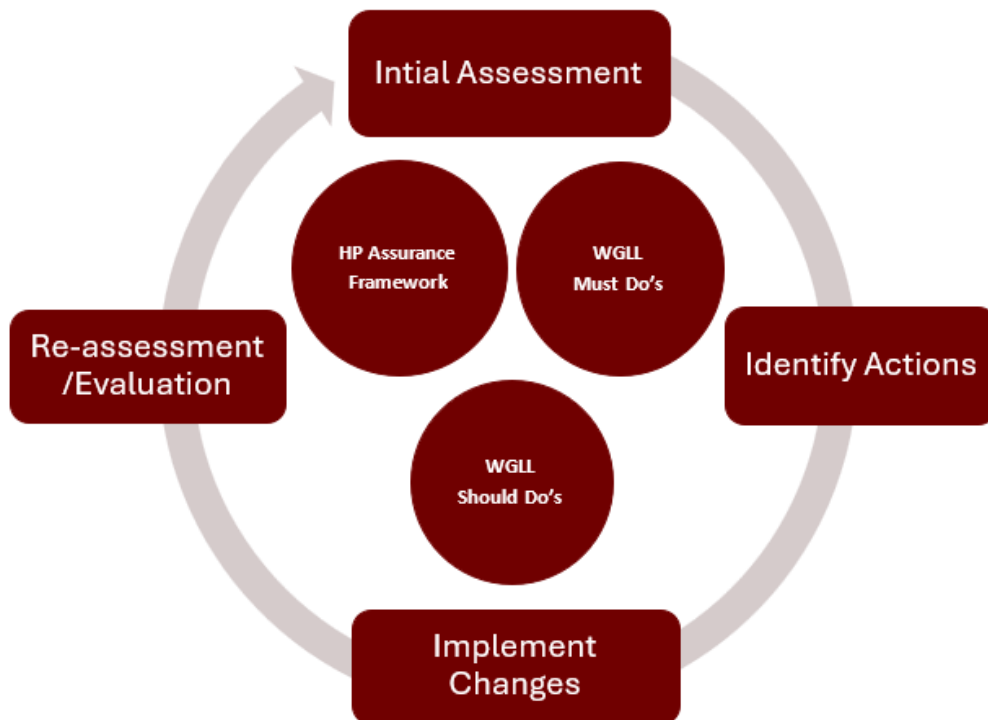 Intial Assessment
HP Assurance
Framework
WGLL
Must Do's
Re-assessment
/Evaluation
Identify Actions
WGLL
Should Do's
Implement
Changes